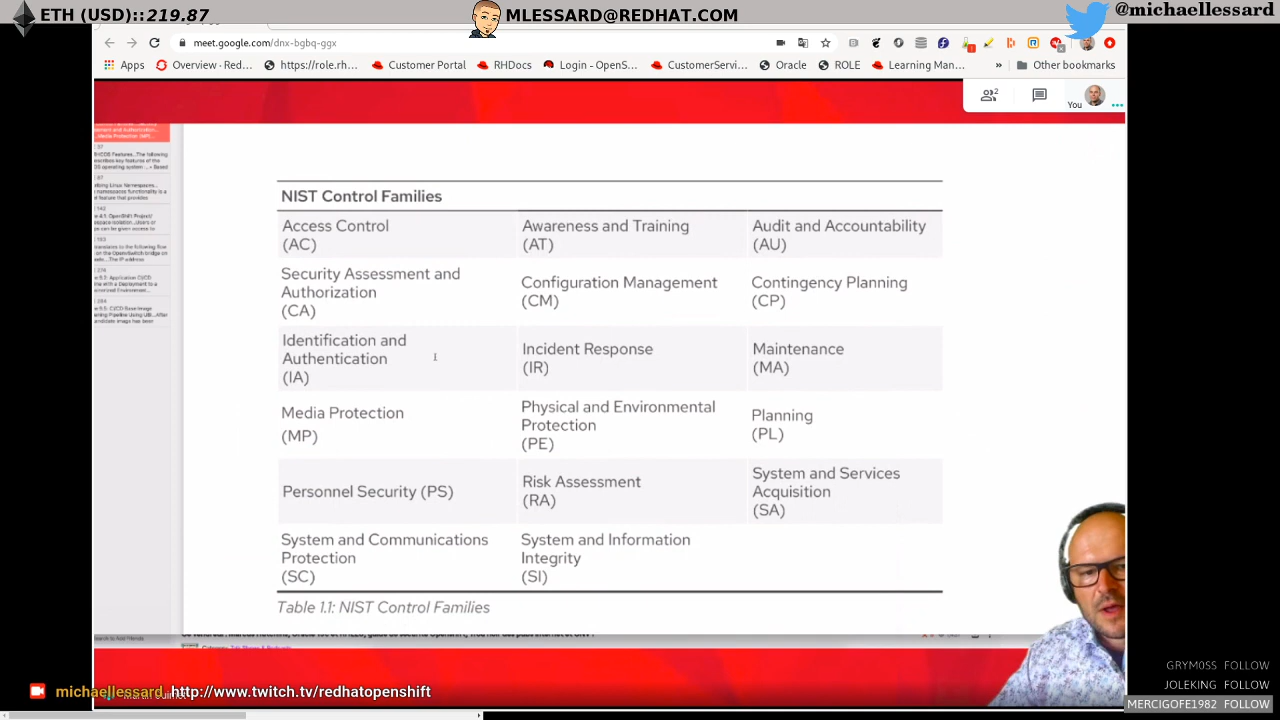 ETH (USD)::219.87
MLESSARD@REDHAT.COM
@michaellessard
meet.google.com/dnx-bgbq-ggx
Apps
Overview · Red...
https://role.rh...
Customer Portal
RHDocs
Login · OpenS...
CustomerServi...
Oracle
ROLE
Learning Man...
»
Other bookmarks
2
You
NIST Control Families
Access Control
(AC)
Awareness and Training
(AT)
Audit and Accountability
(AU)
Security Assessment and
Authorization
(CA)
Configuration Management
(CM)
Contingency Planning
(CP)
Identification and
Authentication
(IA)
Incident Response
(IR)
Maintenance
(MA)
Media Protection
(MP)
Physical and Environmental
Protection
(PE)
Planning
(PL)
Personnel Security (PS)
Risk Assessment
(RA)
System and Services
Acquisition
(SA)
System and Communications
Protection
(SC)
System and Information
Integrity
(SI)
Table 1.1: NIST Control Families
michaellessard, http://www.twitch.tv/redhatopenshift
GRYM0SS FOLLOW
JOLEKING FOLLOW
MERCIGOFE1982 FOLLOW